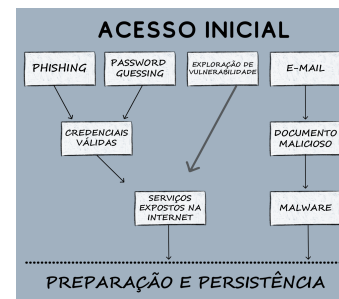 ACESSO INICIAL
PHISHING
PASSWORD
GUESSING
EXPLORAÇÃO DE
VULNERABILIDADE
E-MAIL
CREDENCIAIS
VÁLIDAS
DOCUMENTO
MALICIOSO
SERVIÇOS
EXPOSTOS NA
INTERNET
MALWARE
PREPARAÇÃO E PERSISTÊNCIA